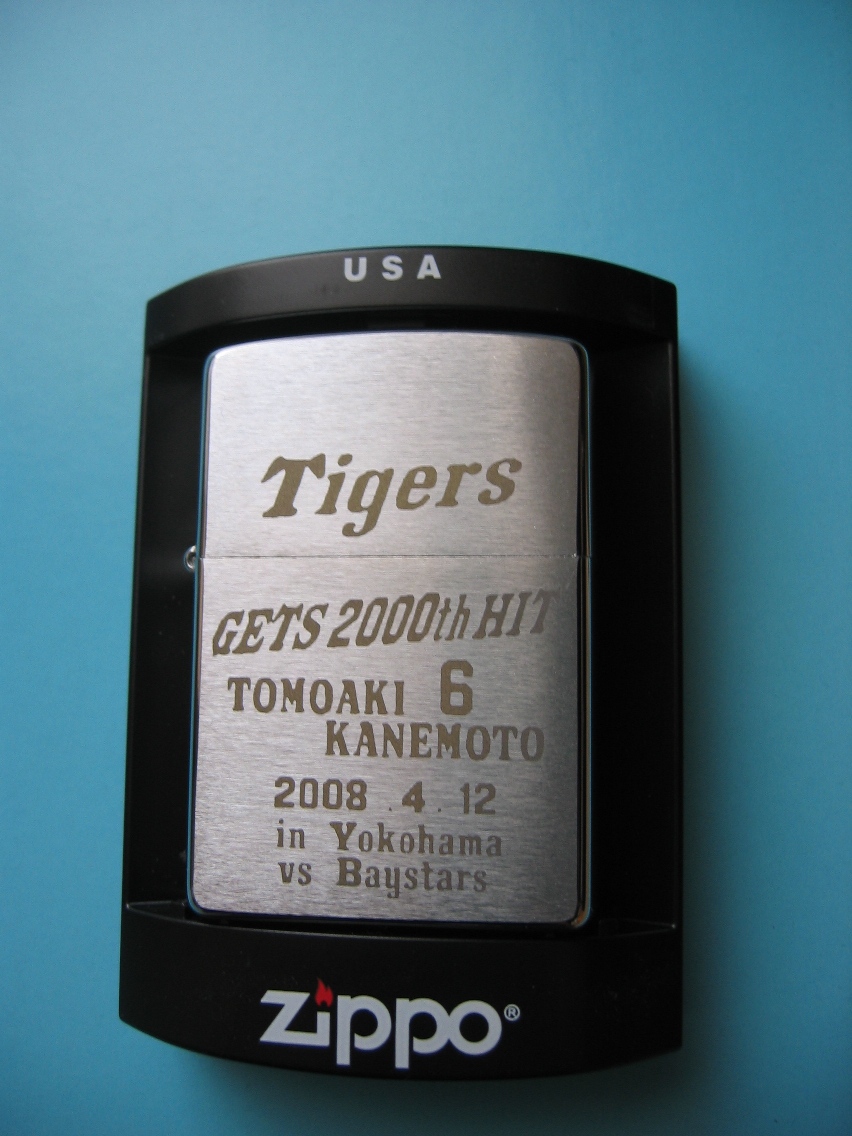 USA
Tigers
GETS 2000th HIT
TOMOAKI 6
KANEMOTO
2008.4.12
in Yokohama
vs Baystars
Zippo®